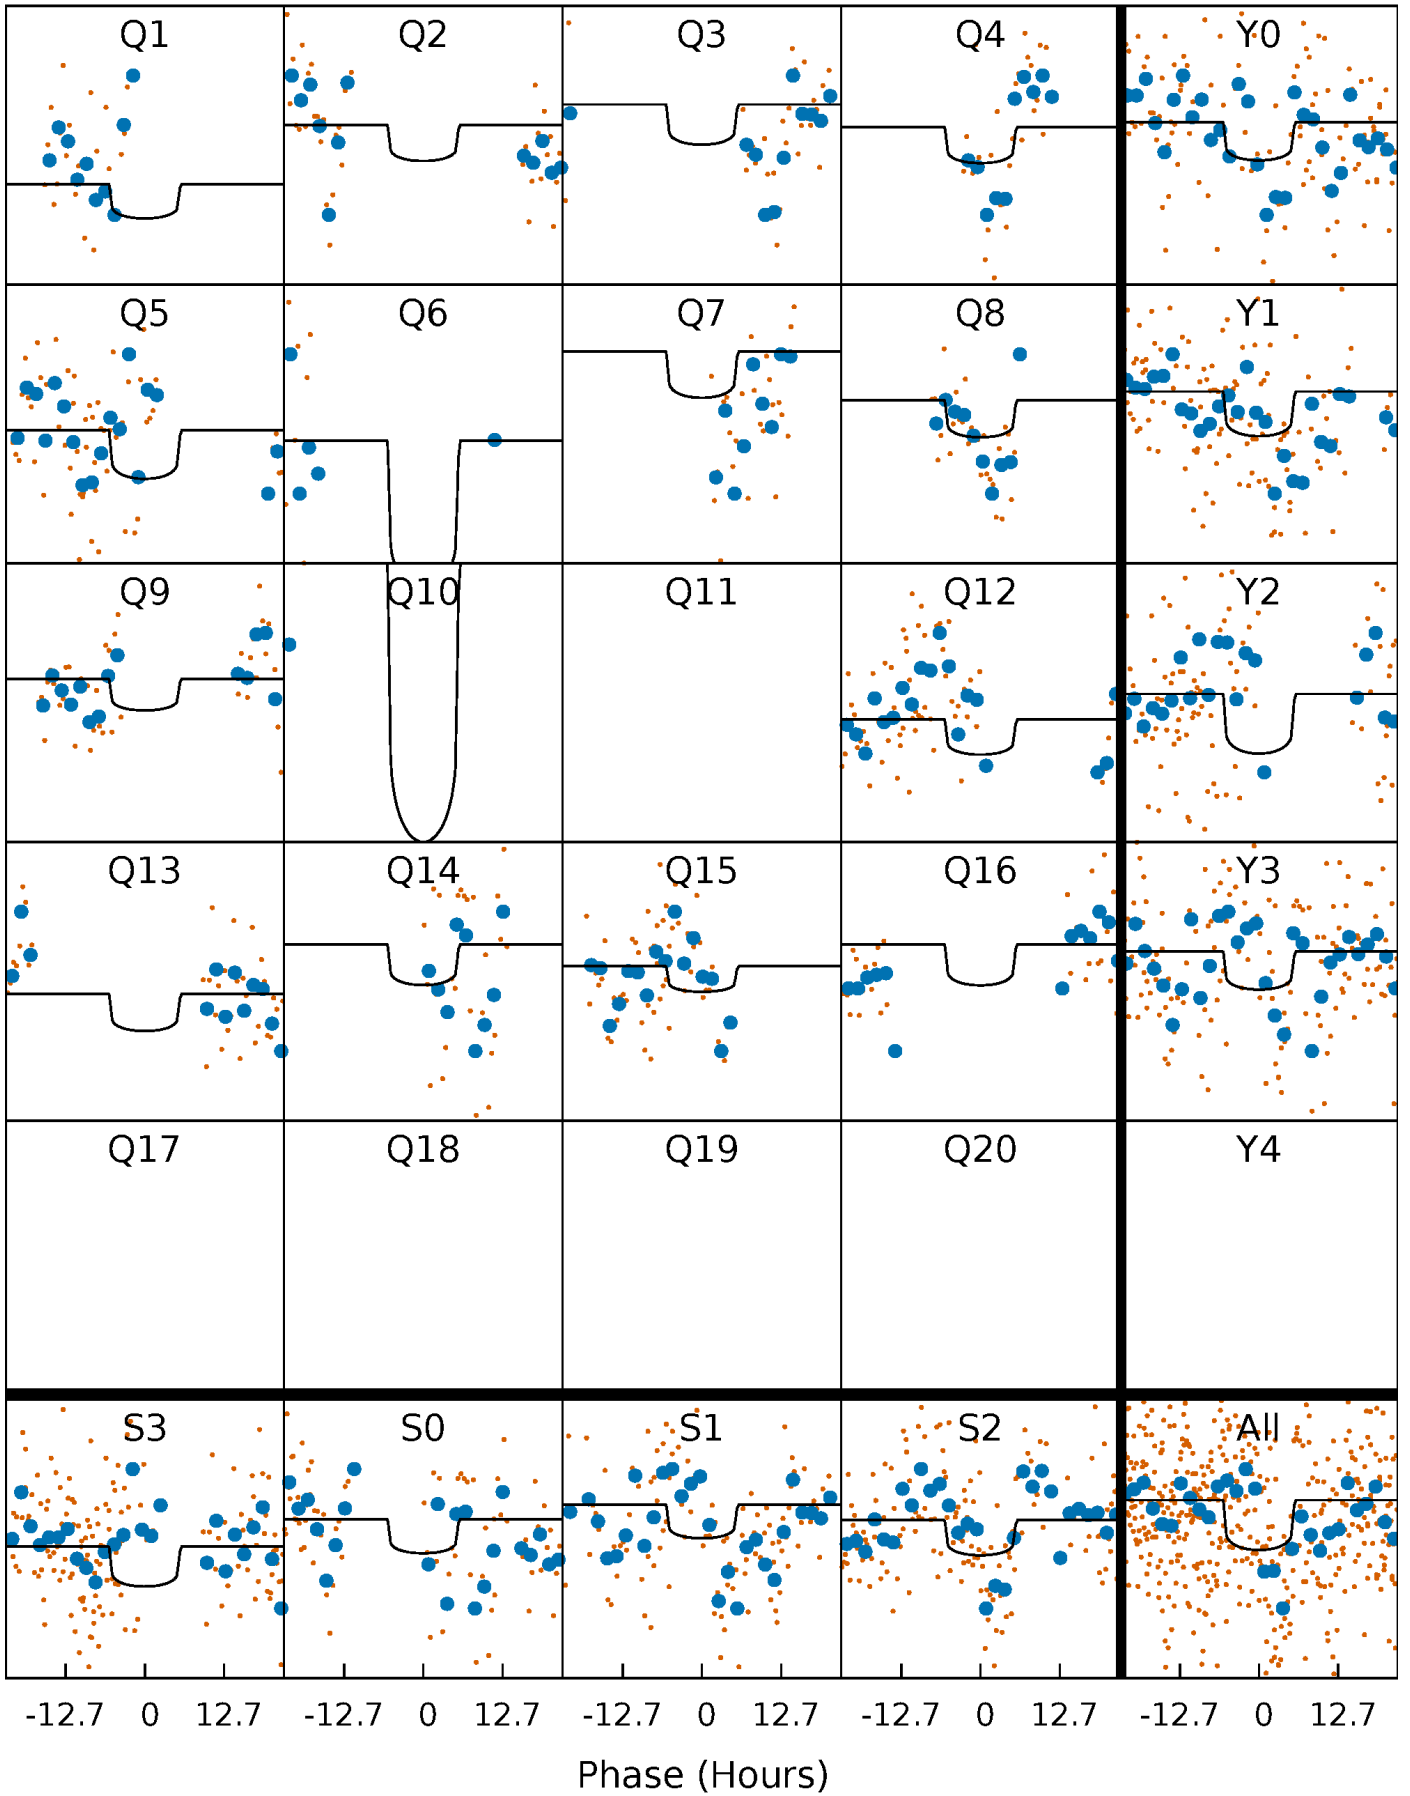 Q1 Q2 Q3 Q4 Y0
Q5 Q6 Q7 Q8 Y1
Q9 Q10 Q11 Q12 Y2
Q13 Q14 Q15 Q16 Y3
Q17 Q18 Q19 Q20 Y4
S3 S0 S1 S2 All
-12.7 0 12.7 -12.7 0 12.7 -12.7 0 12.7 -12.7 0 12.7 -12.7 0 12.7
Phase (Hours)